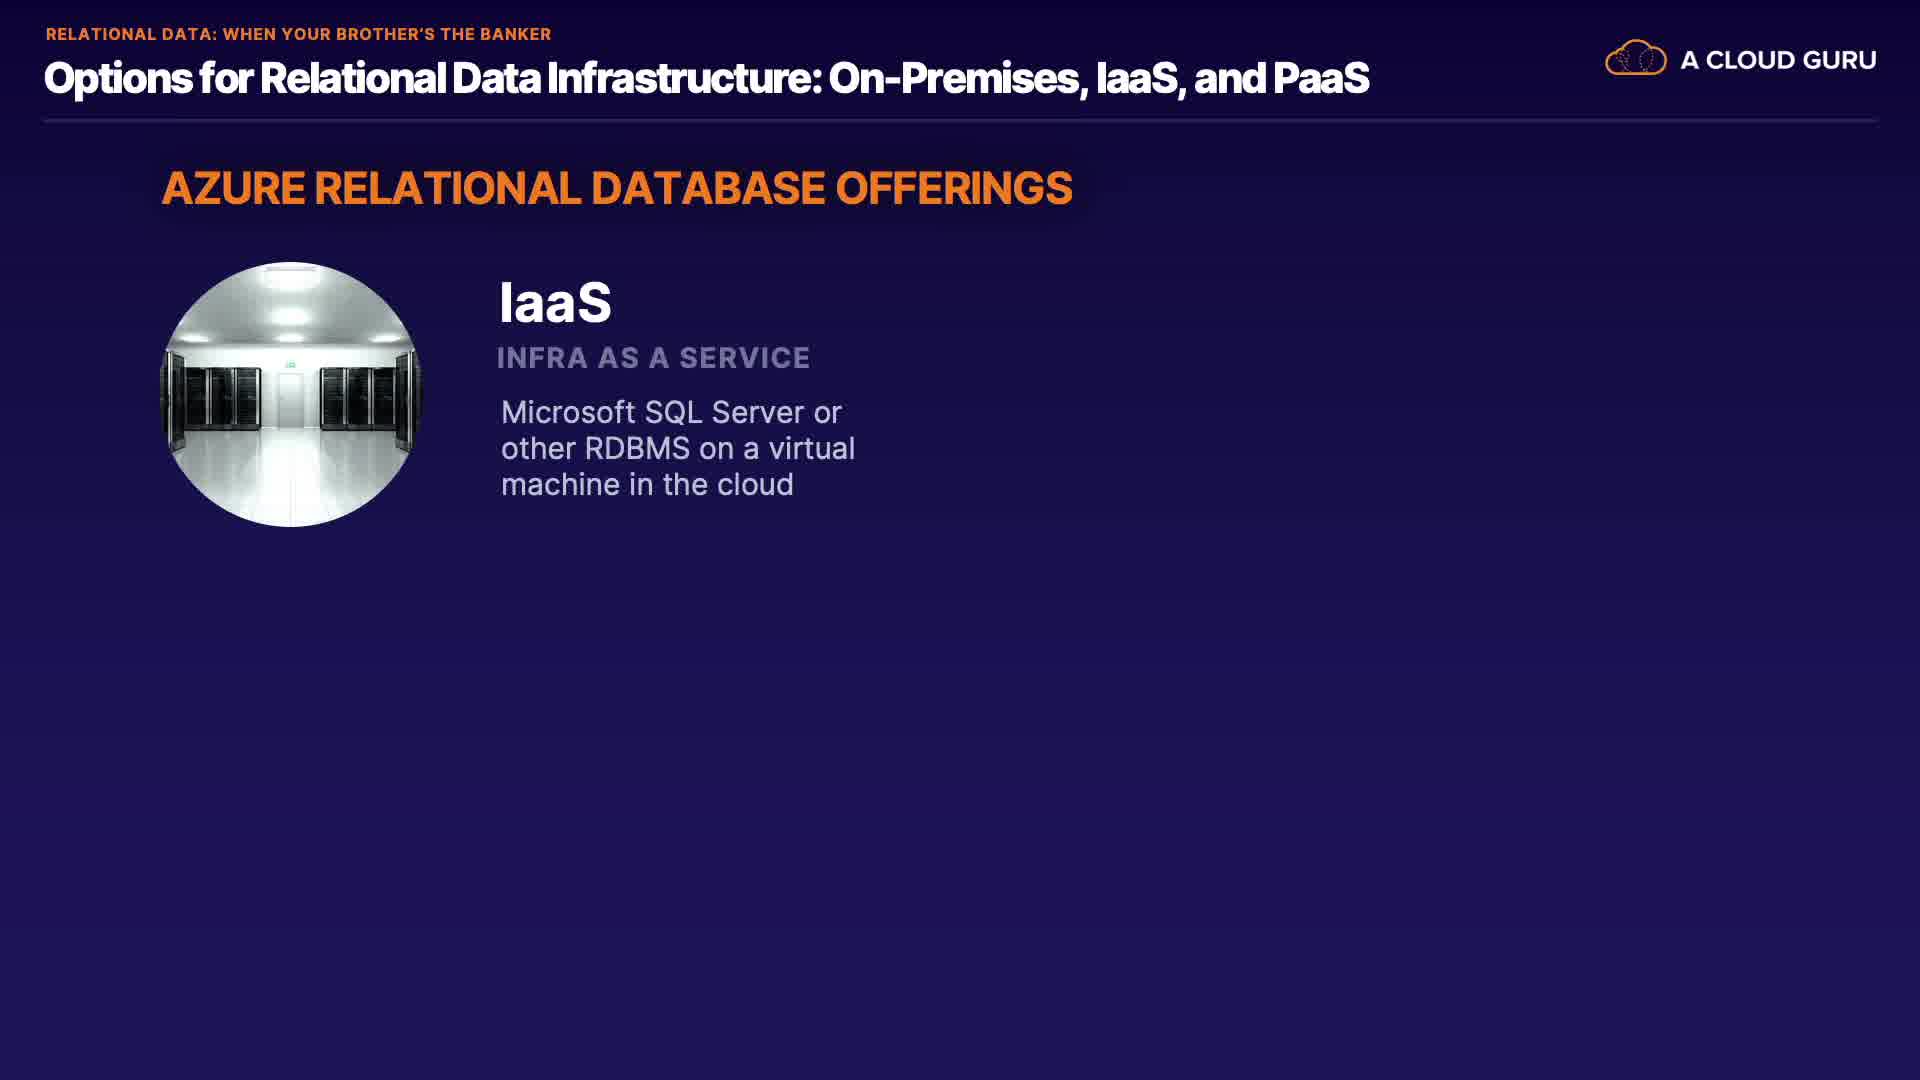 RELATIONAL DATA: WHEN YOUR BROTHER'S THE BANKER
Options for Relational Data Infrastructure: On-Premises, IaaS, and PaaS
A CLOUD GURU
AZURE RELATIONAL DATABASE OFFERINGS
IaaS
INFRA AS A SERVICE
Microsoft SQL Server or
other RDBMS on a virtual
machine in the cloud